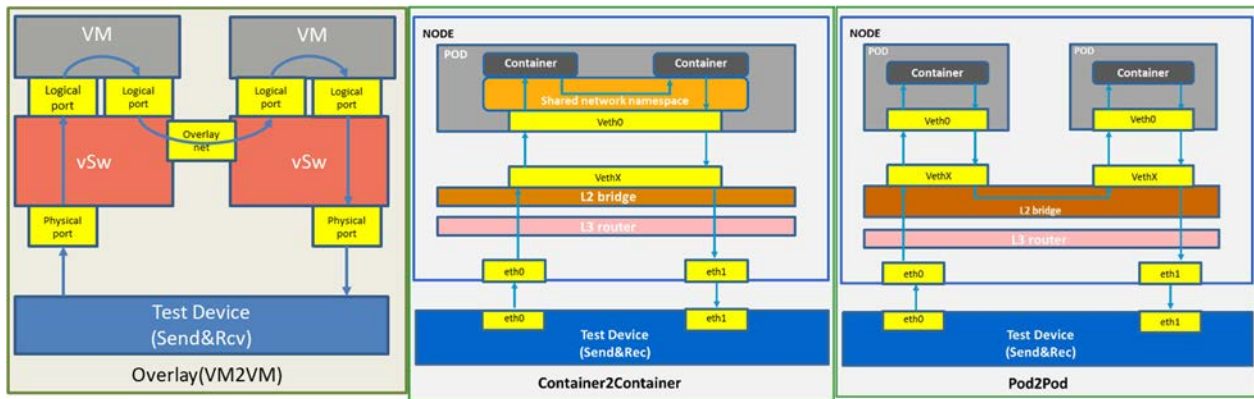 VM
VM
Logical
port
Logical
port
Logical
port
Logical
port
Overlay
net
vSw
vSw
Physical
port
Physical
port
Test Device
(Send&Rcv)
Overlay(VM2VM)
NODE
POD
Container
Container
Shared network namespace
Veth0
VethX
L2 bridge
L3 router
eth0
eth1
eth0
eth1
Test Device
(Send&Rec)
Container2Container
NODE
POD
POD
Container
Container
Veth0
Veth0
VethX
VethX
L2 bridge
L3 router
eth0
eth1
eth0
eth1
Test Device
(Send&Rec)
Pod2Pod